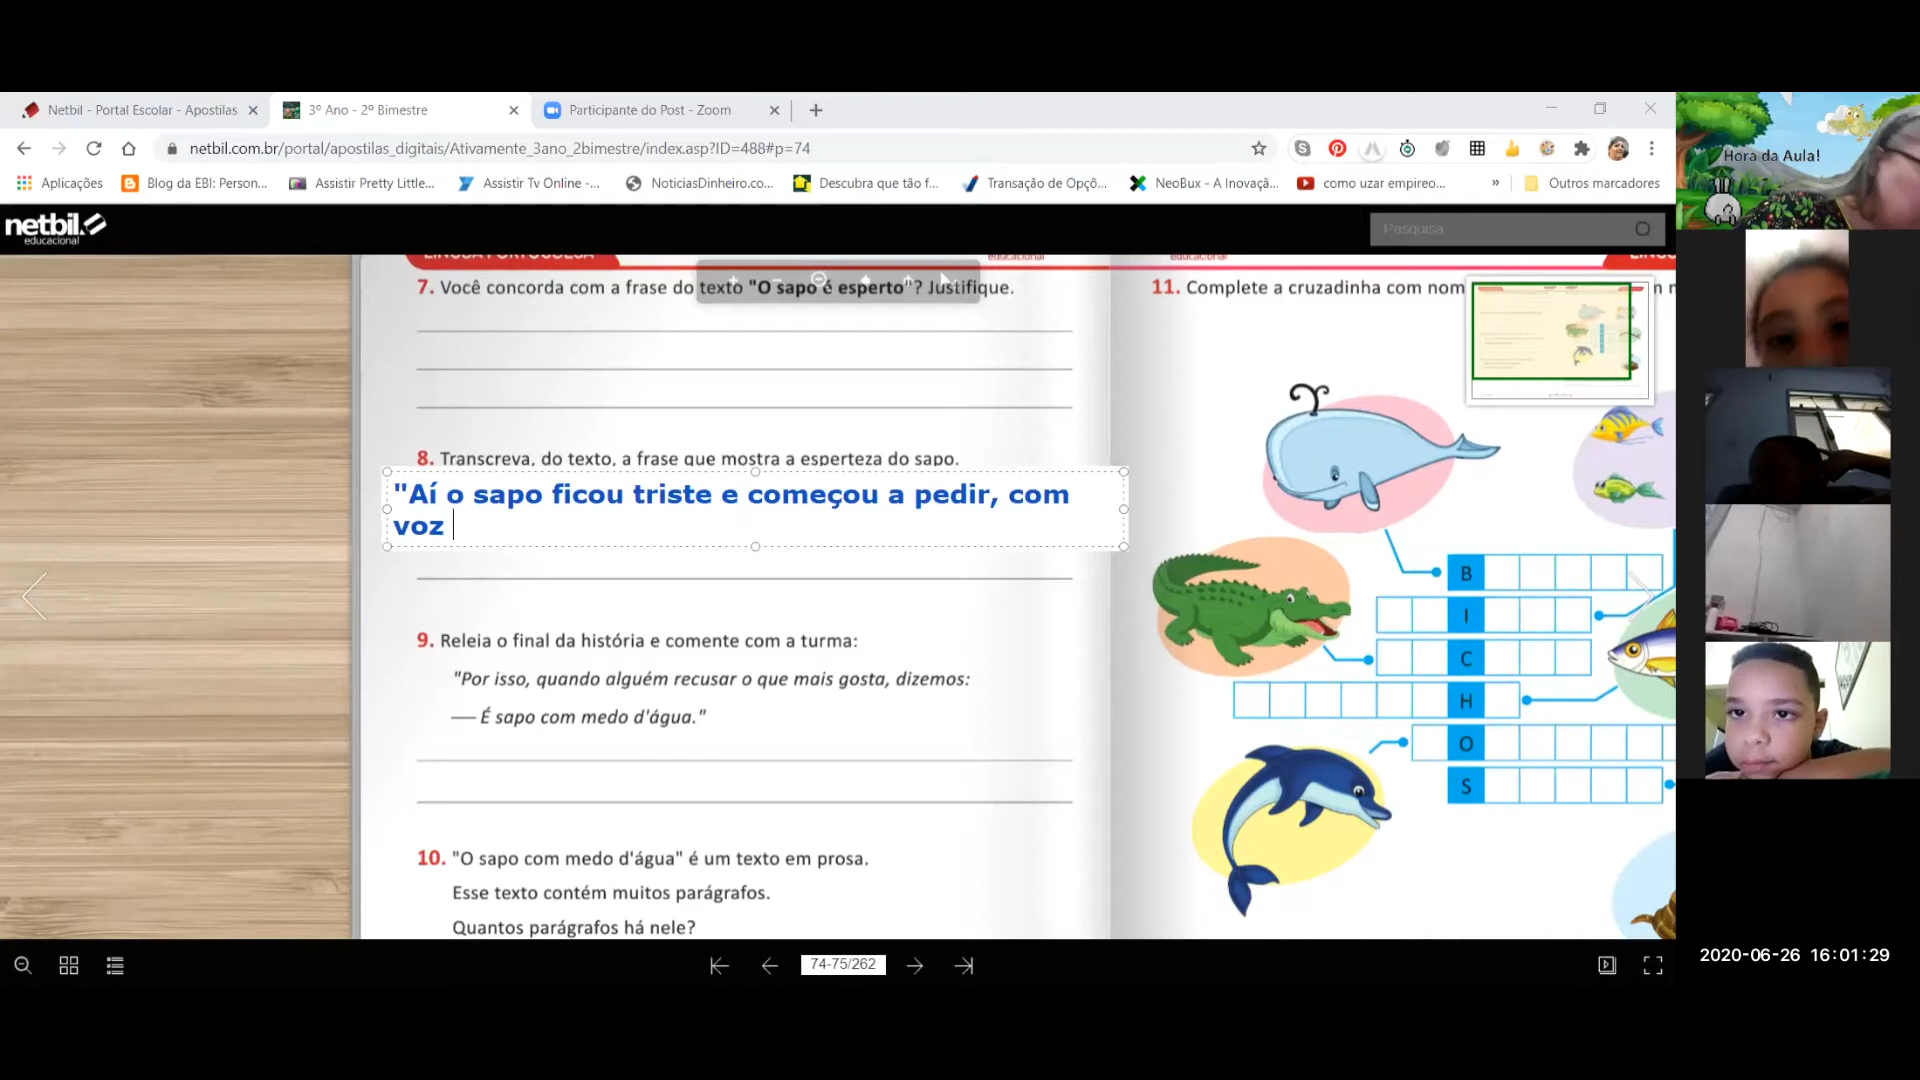 Netbil - Portal Escolar - Apostilas
3º Ano - 2º Bimestre
Participante do Post - Zoom
netbil.com.br/portal/apostilas_digitais/Ativamente_3ano_2bimestre/index.asp?ID=488#p=74
Aplicações
Blog da EBI: Person...
Assistir Pretty Little...
Assistir Tv Online -...
NoticiasDinheiro.co...
Descubra que tão f...
Transação de Opçõ...
NeoBux - A Inovaçã...
como uzar empireo...
»
Outros marcadores
Hora da Aula!
netbil
educacional
Pesquisa
LÍNGUA PORTUGUESA
educacional
educacional
7. Você concorda com a frase do texto "O sapo é esperto"? Justifique.
8. Transcreva, do texto, a frase que mostra a esperteza do sapo.
"Aí o sapo ficou triste e começou a pedir, com
voz
9. Releia o final da história e comente com a turma:
"Por isso, quando alguém recusar o que mais gosta, dizemos:
— É sapo com medo d'água."
10. "O sapo com medo d'água" é um texto em prosa.
Esse texto contém muitos parágrafos.
Quantos parágrafos há nele?
11. Complete a cruzadinha com nom
B
I
C
H
O
S
74-75/262
2020-06-26 16:01:29